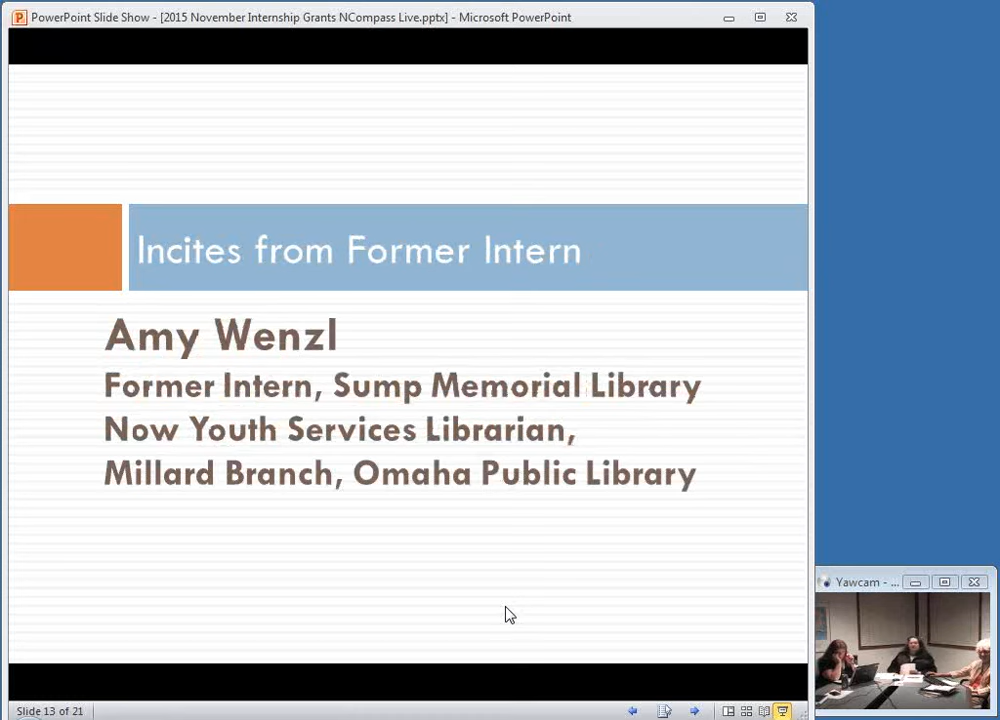 PowerPoint Slide Show - [2015 November Internship Grants NCompass Live.pptx] - Microsoft PowerPoint
Incites from Former Intern
Amy Wenzl
Former Intern, Sump Memorial Library
Now Youth Services Librarian,
Millard Branch, Omaha Public Library
Yawcam - ...
Slide 13 of 21